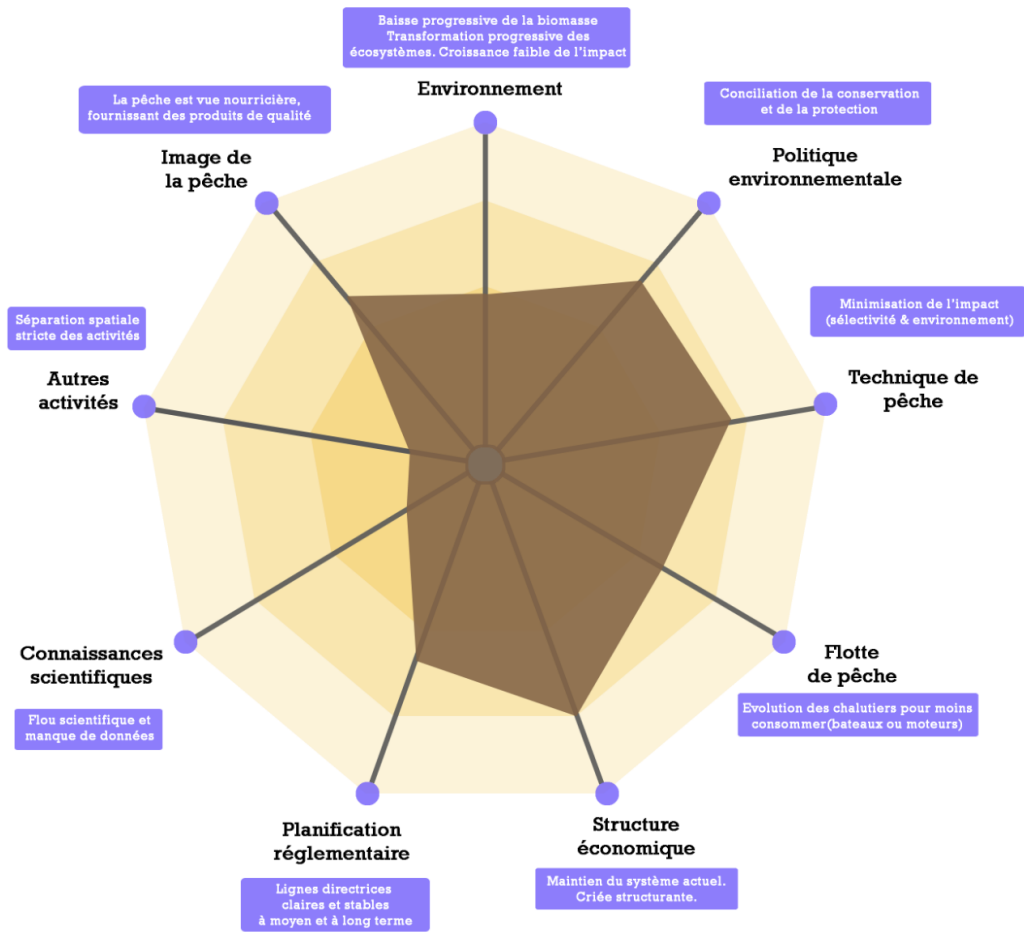 Baisse progressive de la biomasse
Transformation progressive des
écosystèmes. Croissance faible de l'impact
Environnement
Conciliation de la conservation
et de la protection
Politique
environnementale
Minimisation de l'impact
(sélectivité & environnement)
Technique de
pêche
Flotte
de pêche
Evolution des chalutiers pour moins
consommer(bateaux ou moteurs)
Structure
économique
Maintien du système actuel.
Criée structurante.
Planification
réglementaire
Lignes directrices
claires et stables
à moyen et à long terme
Connaissances
scientifiques
Flou scientifique et
manque de données
Séparation spatiale
stricte des activités
Autres
activités
La pêche est vue nourricière,
fournissant des produits de qualité
Image de
la pêche